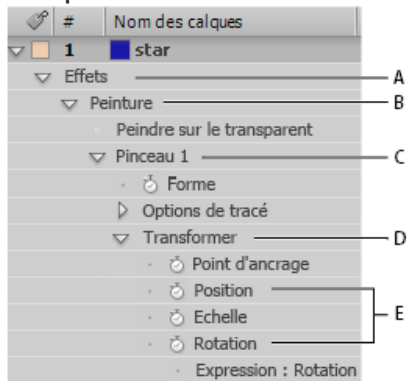 # Nom des calques
1 star
Effets A
Peinture B
Peindre sur le transparent
Pinceau 1 C
Forme
Options de tracé
Transformer D
Point d'ancrage
Position
E
Echelle
Rotation
Expression : Rotation